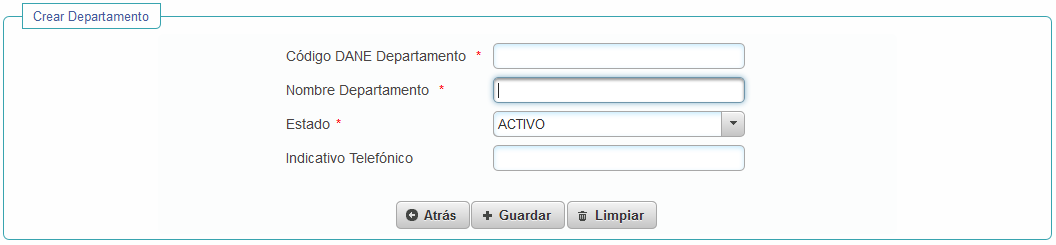 Crear Departamento
Código DANE Departamento *
Nombre Departamento *
Estado * ACTIVO
Indicativo Telefónico
Atrás Guardar Limpiar